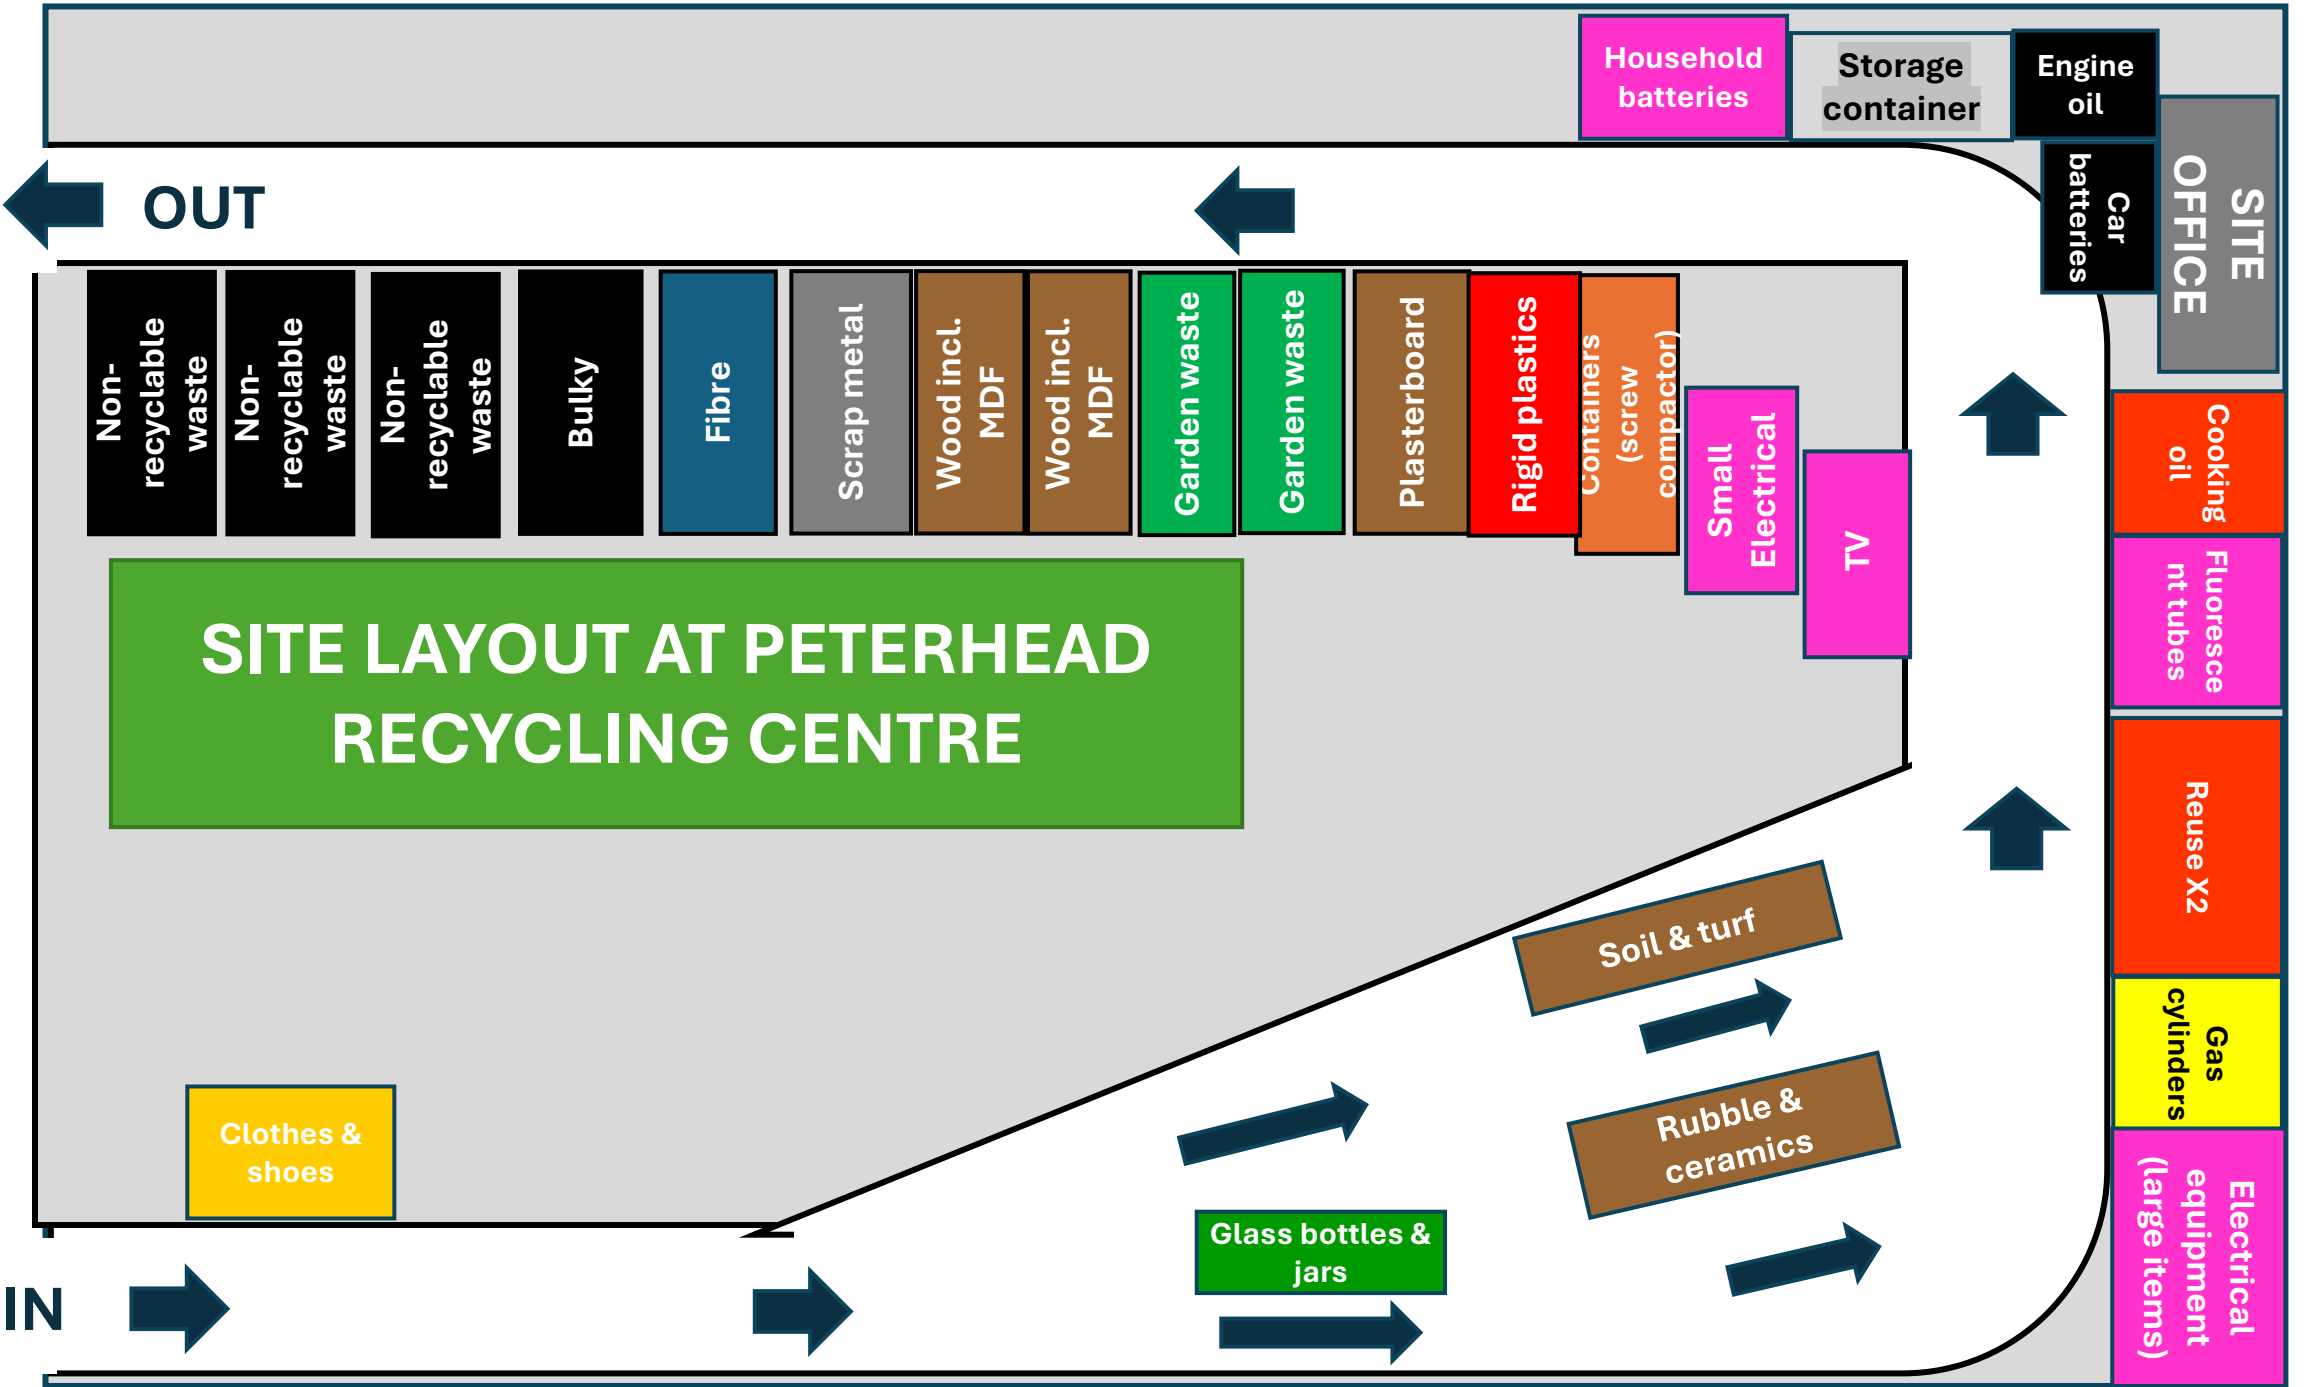 Household
batteries
Storage
container
Engine
oil
SITE
OFFICE
Car
batteries
OUT
Non-
recyclable
waste
Non-
recyclable
waste
Non-
recyclable
waste
Bulky
Fibre
Scrap metal
Wood incl.
MDF
Wood incl.
MDF
Garden waste
Garden waste
Plasterboard
Rigid plastics
Containers
(screw
compactor)
Small
Electrical
TV
Cooking
oil
Fluoresce
nt tubes
Reuse X2
Gas
cylinders
Electrical
equipment
(large items)
SITE LAYOUT AT PETERHEAD
RECYCLING CENTRE
Soil & turf
Rubble &
ceramics
Clothes &
shoes
Glass bottles &
jars
IN